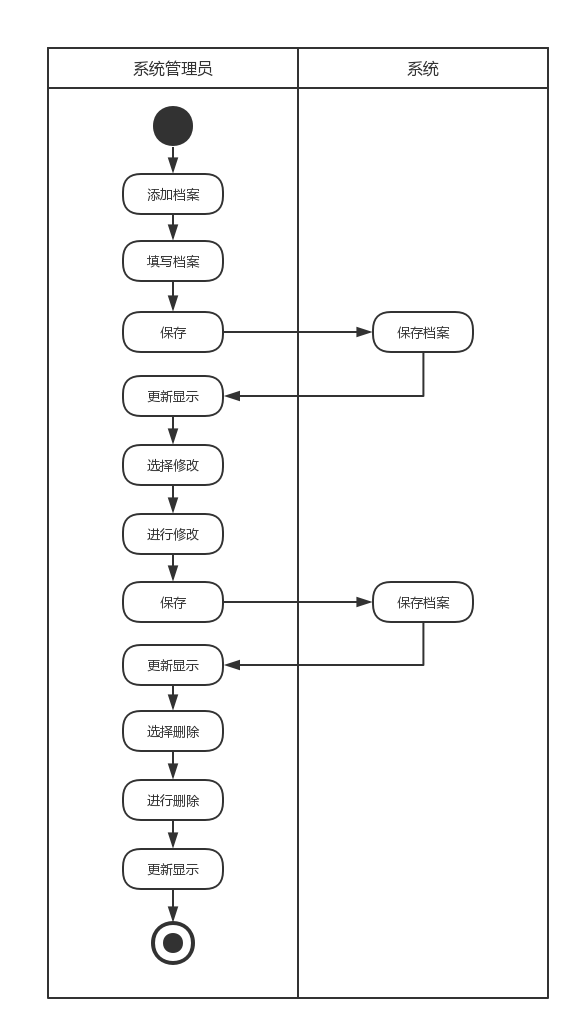 系统管理员
系统
添加档案
填写档案
保存
保存档案
更新显示
选择修改
进行修改
保存
保存档案
更新显示
选择删除
进行删除
更新显示